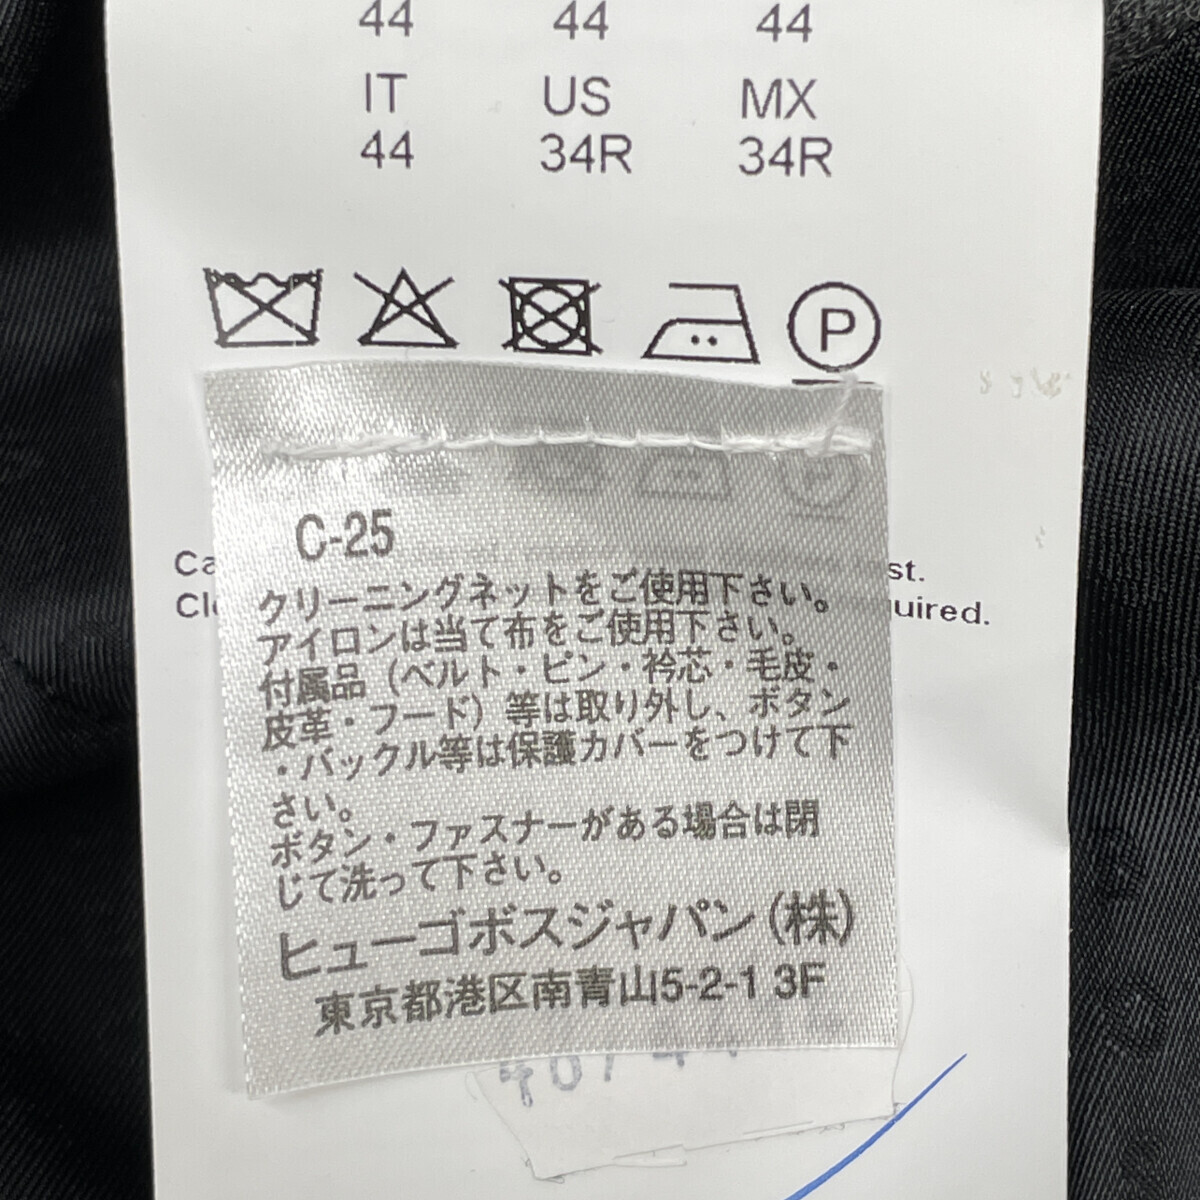 44 44 44
IT US MX
44 34R 34R
P
C-25
クリーニングネットをご使用下さい。
アイロンは当て布をご使用下さい。
付属品（ベルト・ピン・衿芯・毛皮・
皮革・フード）等は取り外し、ボタン
・バックル等は保護カバーをつけて下
さい。
ボタン・ファスナーがある場合は閉
じて洗って下さい。
ヒューゴボスジャパン（株）
東京都港区南青山5-2-1 3F